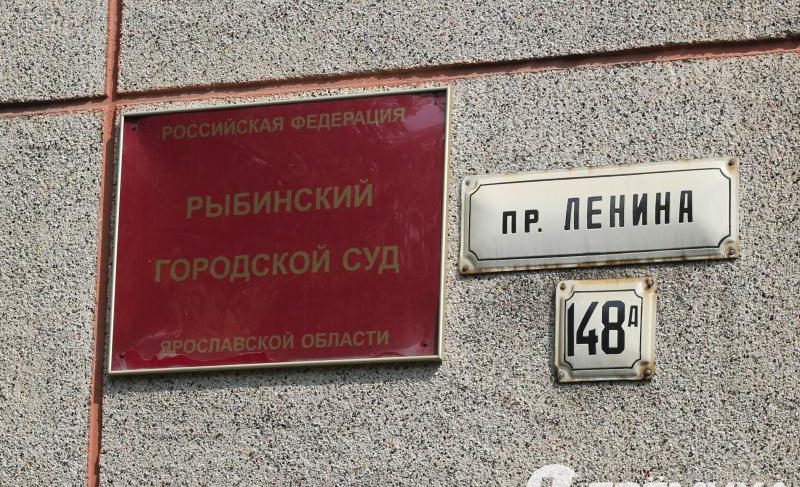 РОССИЙСКАЯ ФЕДЕРАЦИЯ
РЫБИНСКИЙ
ГОРОДСКОЙ СУД
ЯРОСЛАВСКОЙ ОБЛАСТИ
ПР. ЛЕНИНА
148А